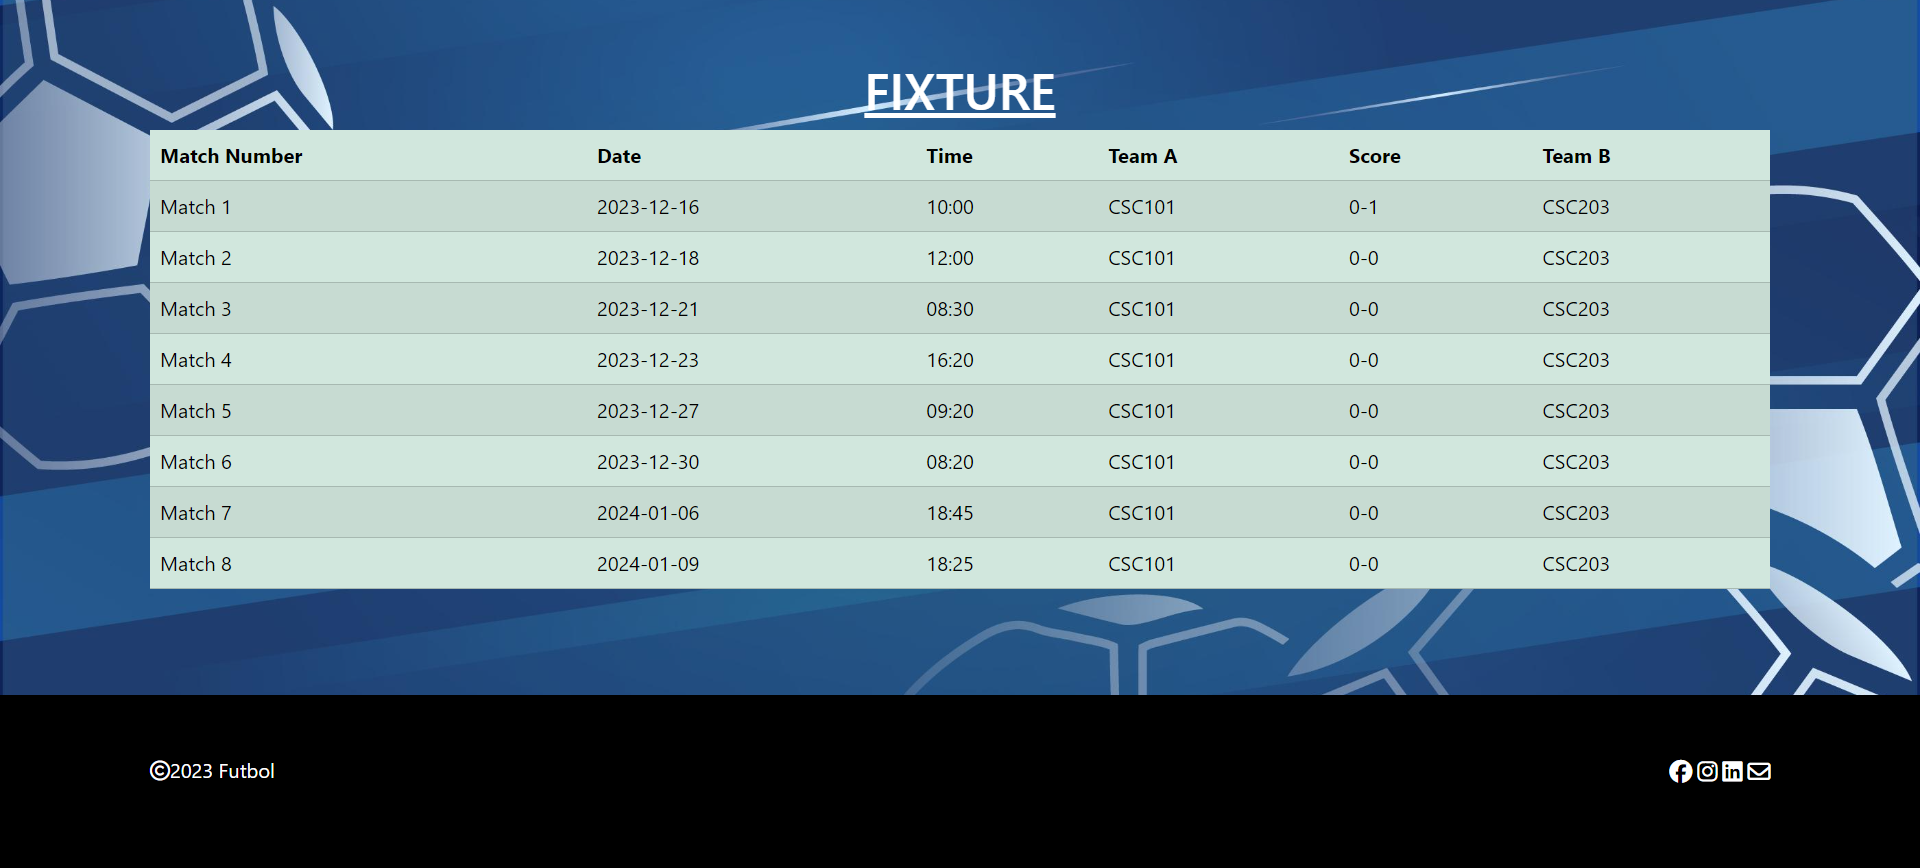 FIXTURE
Match Number Date Time Team A Score Team B
Match 1 2023-12-16 10:00 CSC101 0-1 CSC203
Match 2 2023-12-18 12:00 CSC101 0-0 CSC203
Match 3 2023-12-21 08:30 CSC101 0-0 CSC203
Match 4 2023-12-23 16:20 CSC101 0-0 CSC203
Match 5 2023-12-27 09:20 CSC101 0-0 CSC203
Match 6 2023-12-30 08:20 CSC101 0-0 CSC203
Match 7 2024-01-06 18:45 CSC101 0-0 CSC203
Match 8 2024-01-09 18:25 CSC101 0-0 CSC203
©2023 Futbol